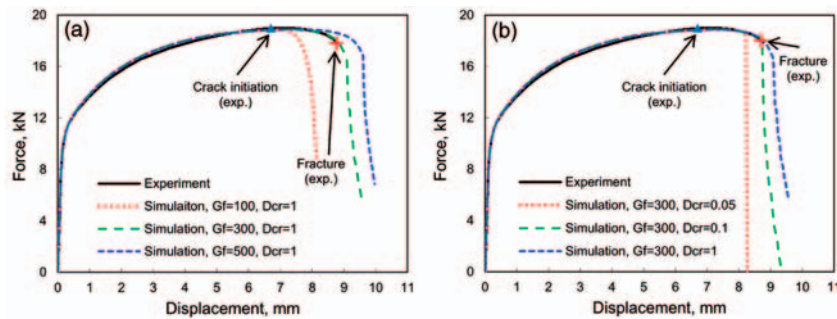 (a)
20
16
12
8
4
0
Force, kN
Crack initiation
(exp.)
Fracture
(exp.)
Experiment
Simulaiton, Gf=100, Dcr=1
Simulation, Gf=300, Dcr=1
Simulation, Gf=500, Dcr=1
0 1 2 3 4 5 6 7 8 9 10 11
Displacement, mm
(b)
20
16
12
8
4
0
Force, kN
Crack initiation
(exp.)
Fracture
(exp.)
Experiment
Simulation, Gf=300, Dcr=0.05
Simulation, Gf=300, Dcr=0.1
Simulation, Gf=300, Dcr=1
0 1 2 3 4 5 6 7 8 9 10 11
Displacement, mm